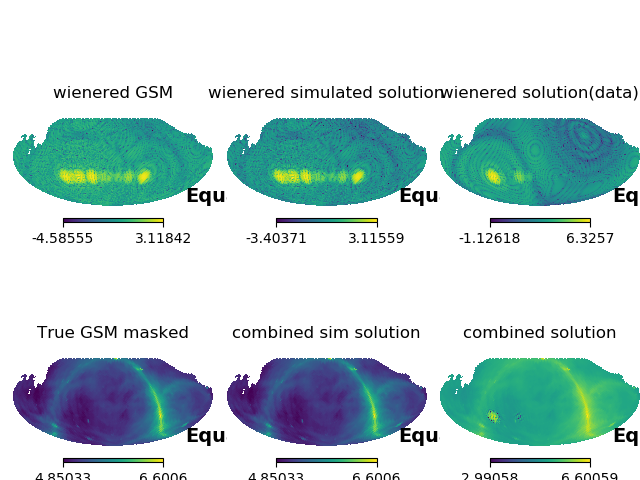 wienered GSM
wienered simulated solution
wienered solution(data)
Equ
Equ
Eq
-4.58555 3.11842
-3.40371 3.11559
-1.12618 6.3257
True GSM masked
combined sim solution
combined solution
Equ
Equ
Eq
4.85033 6.6006
4.85033 6.6006
2.99058 6.60059